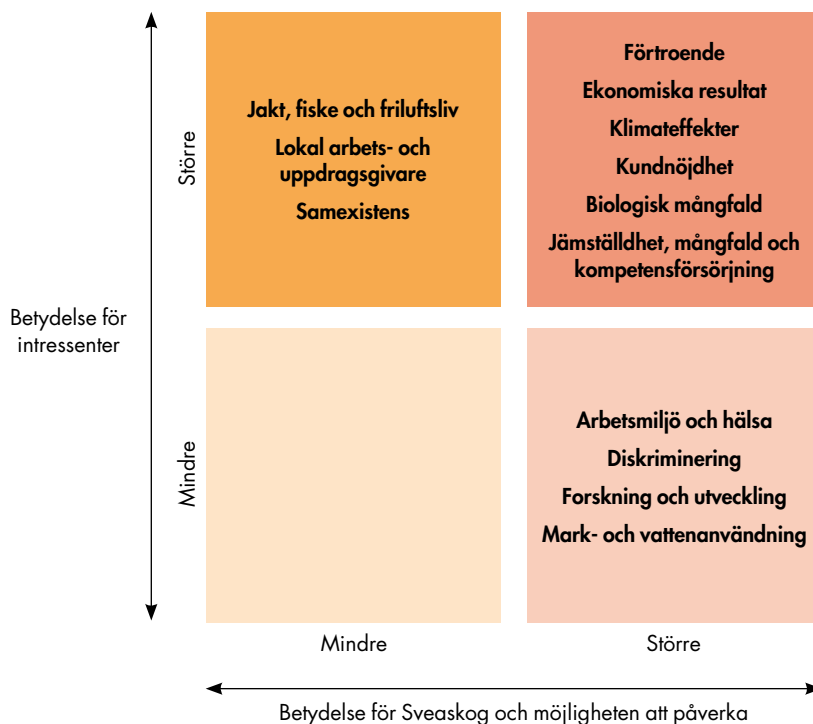 Betydelse för
intressenter
Större
Mindre
Jakt, fiske och friluftsliv
Lokal arbets- och
uppdragsgivare
Samexistens
Förtroende
Ekonomiska resultat
Klimateffekter
Kundnöjdhet
Biologisk mångfald
Jämställdhet, mångfald och
kompetensförsörjning
Arbetsmiljö och hälsa
Diskriminering
Forskning och utveckling
Mark- och vattenanvändning
Mindre
Större
Betydelse för Sveaskog och möjligheten att påverka